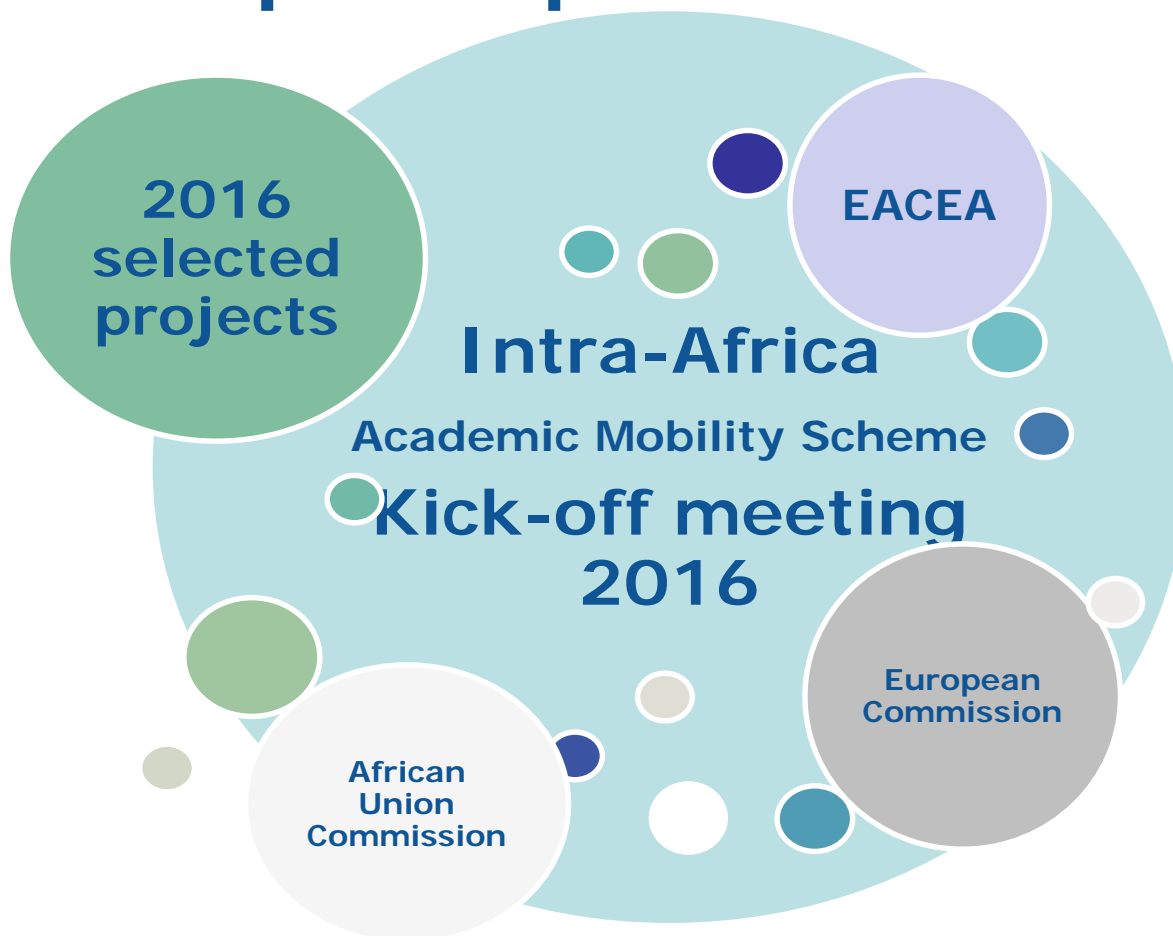 2016
selected
projects
EACEA
Intra-Africa
Academic Mobility Scheme
Kick-off meeting
2016
European
Commission
African
Union
Commission